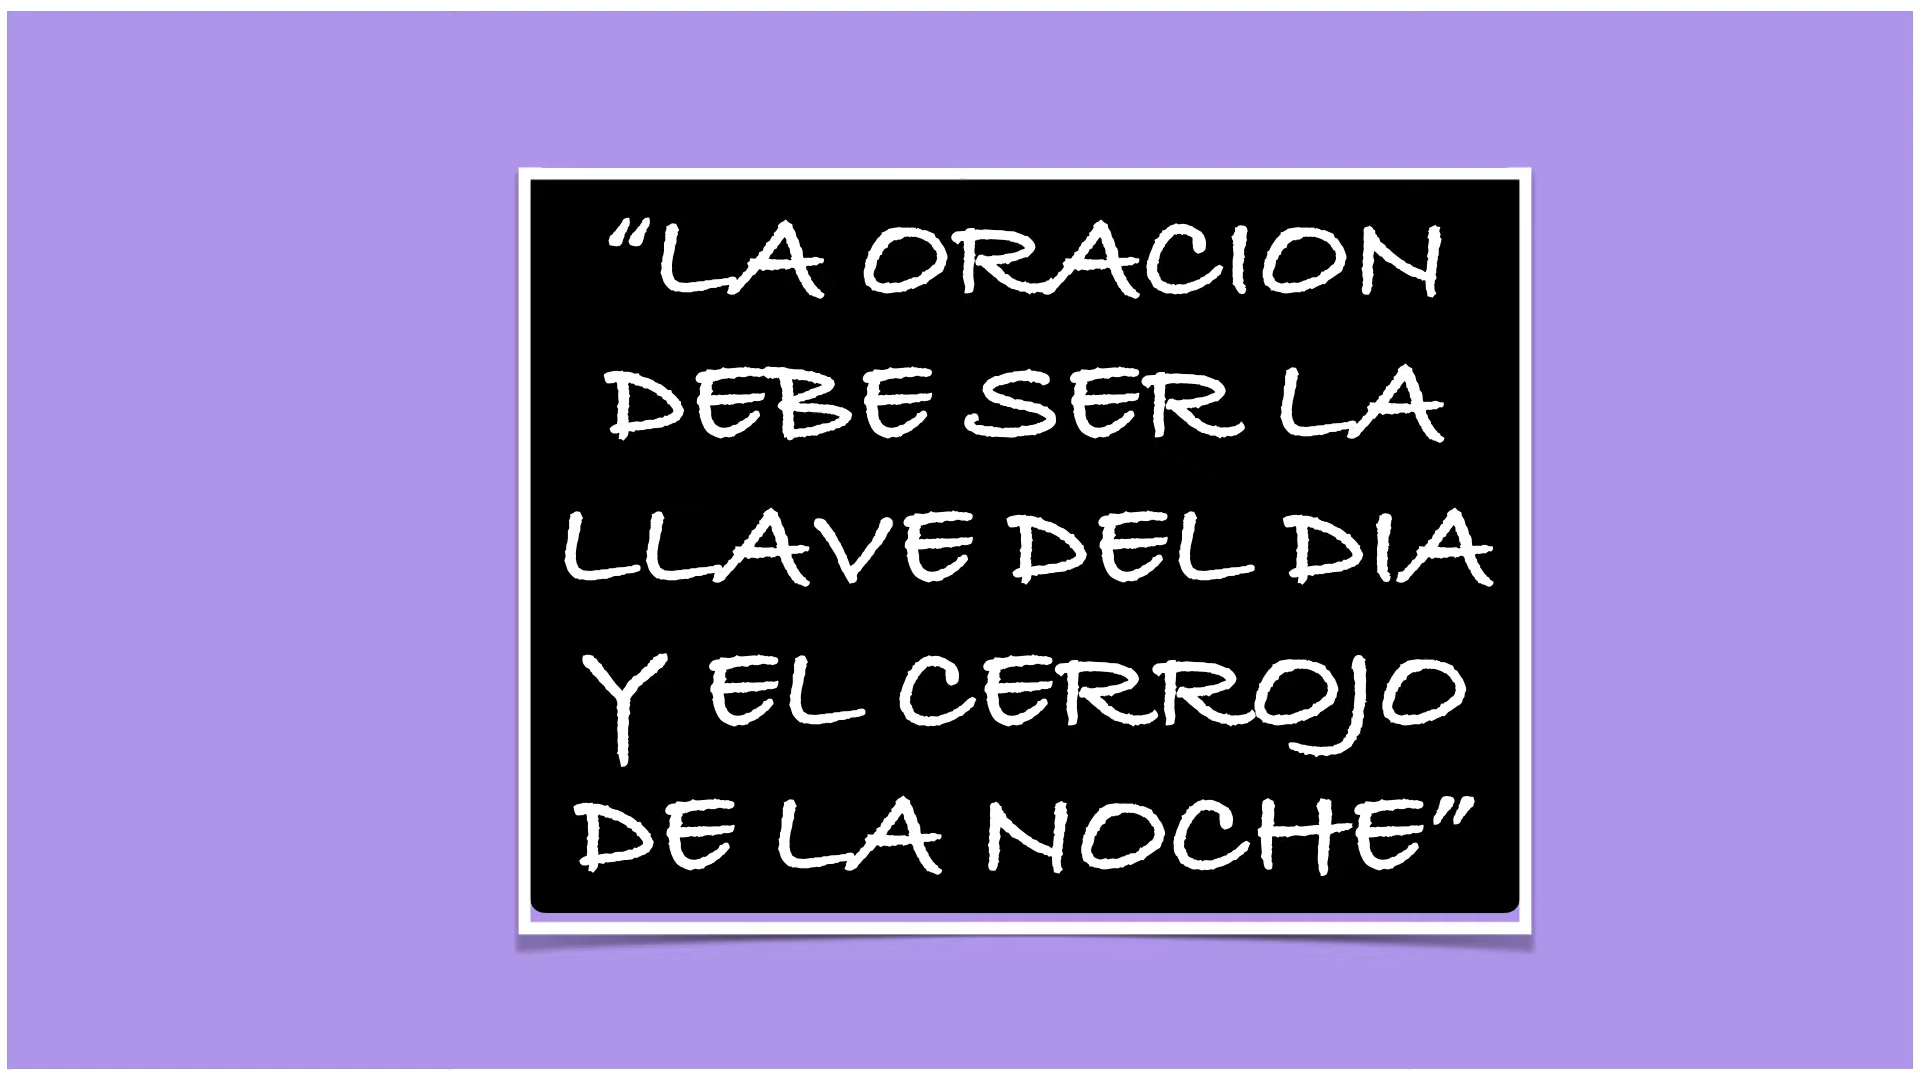 “LA ORACION
DEBE SER LA
LLAVE DEL DIA
Y EL CERROJO
DE LA NOCHE”